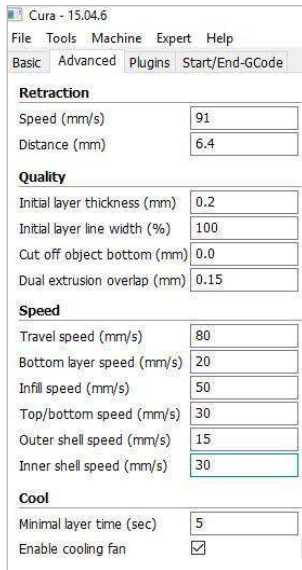 Cura - 15.04.6
File Tools Machine Expert Help
Basic Advanced Plugins Start/End-GCode
Retraction
Speed (mm/s) 91
Distance (mm) 6.4
Quality
Initial layer thickness (mm) 0.2
Initial layer line width (%) 100
Cut off object bottom (mm) 0.0
Dual extrusion overlap (mm) 0.15
Speed
Travel speed (mm/s) 80
Bottom layer speed (mm/s) 20
Infill speed (mm/s) 50
Top/bottom speed (mm/s) 30
Outer shell speed (mm/s) 15
Inner shell speed (mm/s) 30
Cool
Minimal layer time (sec) 5
Enable cooling fan